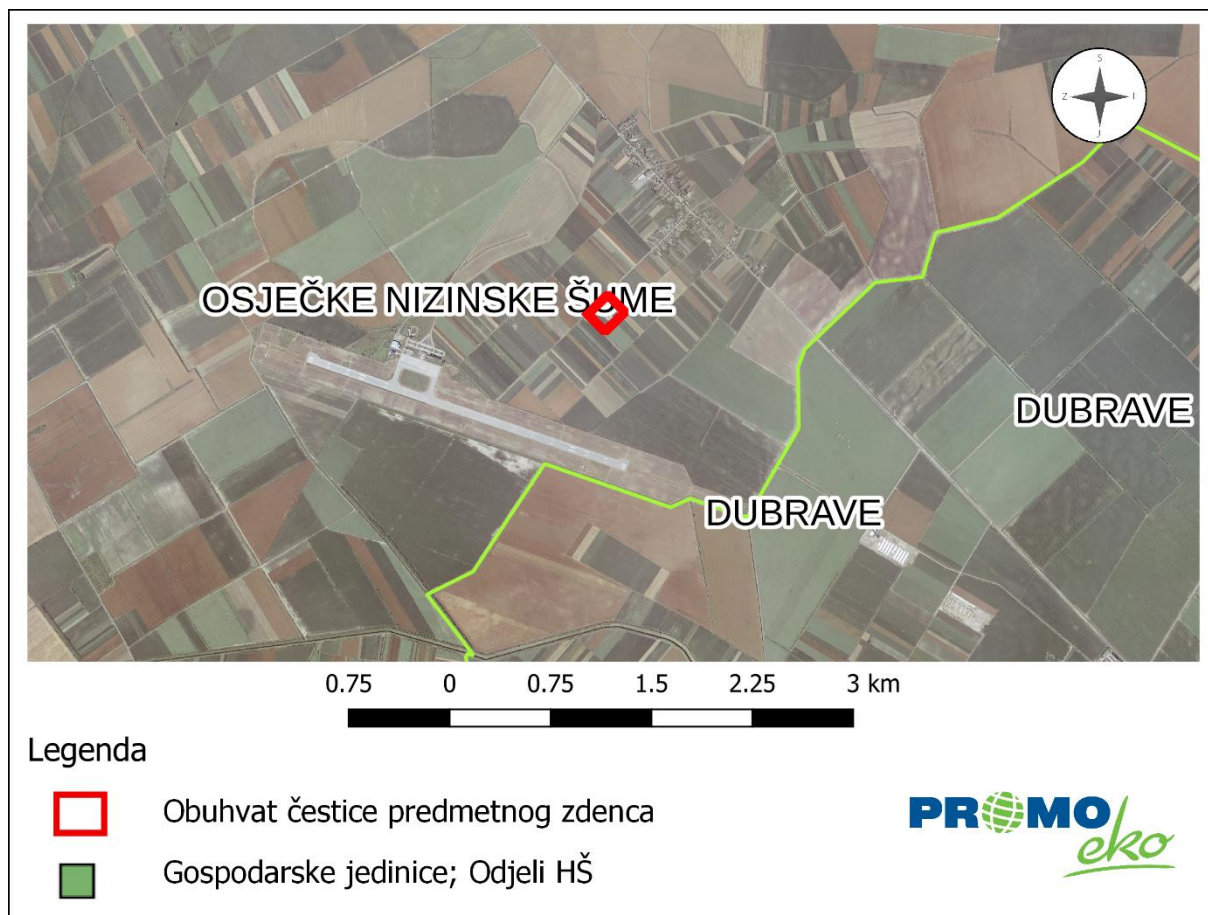 S
Z I
J
OSJEČKE NIZINSKE ŠUME
DUBRAVE
DUBRAVE
0.75 0 0.75 1.5 2.25 3 km
Legenda
Obuhvat čestice predmetnog zdenca
Gospodarske jedinice; Odjeli HŠ
PROMO
eko